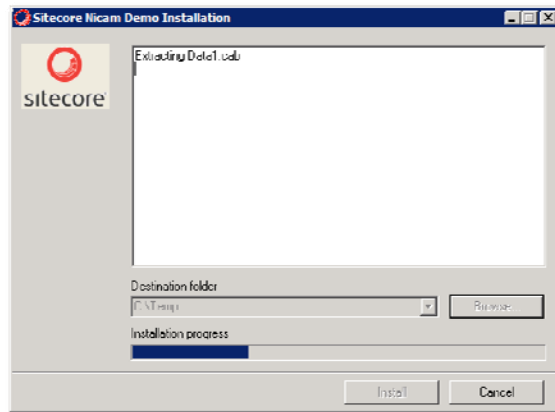 Sitecore Nicam Demo Installation
sitecore
Extracting Data1.cab
Destination folder
C:\Temp
Browse...
Installation progress
Install
Cancel